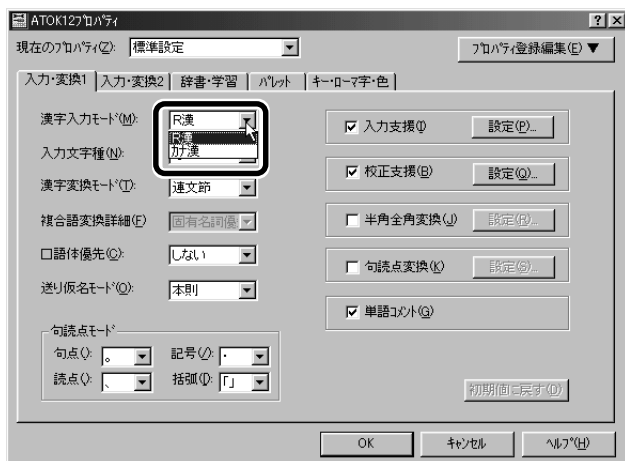 ATOK12ﾌﾟﾛﾊﾟﾃｨ
現在のﾌﾟﾛﾊﾟﾃｨ(Z): 標準設定 ﾌﾟﾛﾊﾟﾃｨ登録編集(E)▼
入力･変換1 入力･変換2 辞書･学習 ﾊﾟﾚｯﾄ ｷｰ･ﾛｰﾏ字･色
漢字入力ﾓｰﾄﾞ(M): R漢
R漢
入力文字種(N): ｶﾅ漢
漢字変換ﾓｰﾄﾞ(T): 連文節
複合語変換詳細(F) 固有名詞優
口語体優先(C): しない
送り仮名ﾓｰﾄﾞ(O): 本則
句読点ﾓｰﾄﾞ
句点(): 。 記号(/): ･
読点(): 、 括弧(I): ｢｣
入力支援(I) 設定(P)...
校正支援(B) 設定(Q)...
半角全角変換(J) 設定(R)...
句読点変換(K) 設定(S)...
単語ｺﾒﾝﾄ(G)
初期値に戻す(D)
OK ｷｬﾝｾﾙ ﾍﾙﾌﾟ(H)